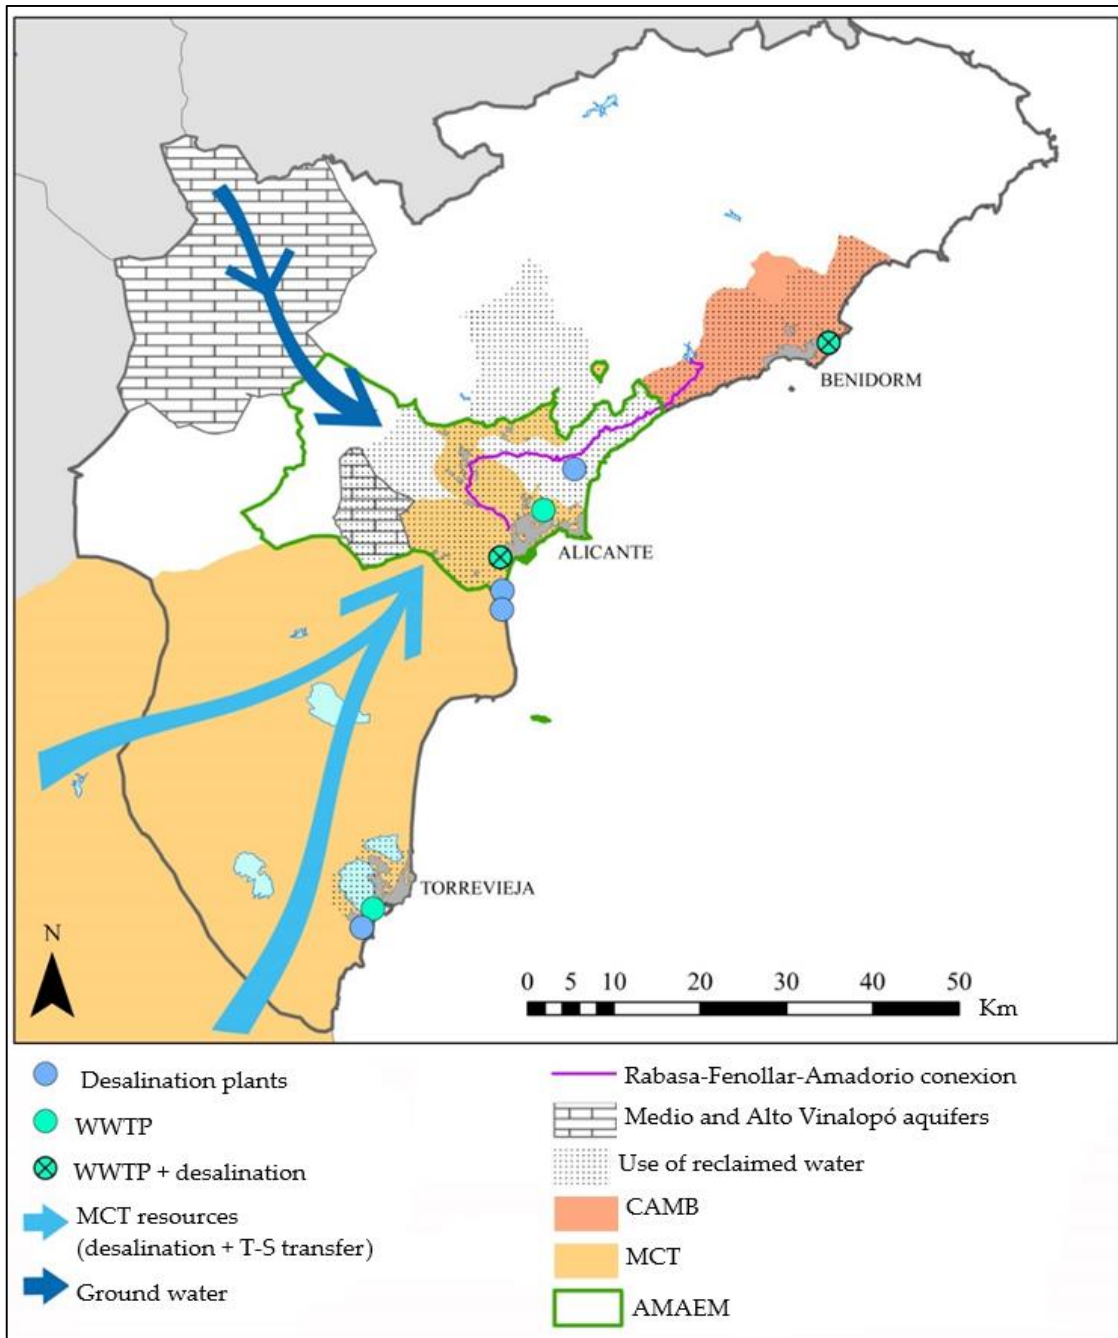 BENIDORM
ALICANTE
TORREVIEJA
N
0 5 10 20 30 40 50
Km
Desalination plants
WWTP
WWTP + desalination
MCT resources
(desalination + T-S transfer)
Ground water
Rabasa-Fenollar-Amadorio conexion
Medio and Alto Vinalopó aquifers
Use of reclaimed water
CAMB
MCT
AMAEM